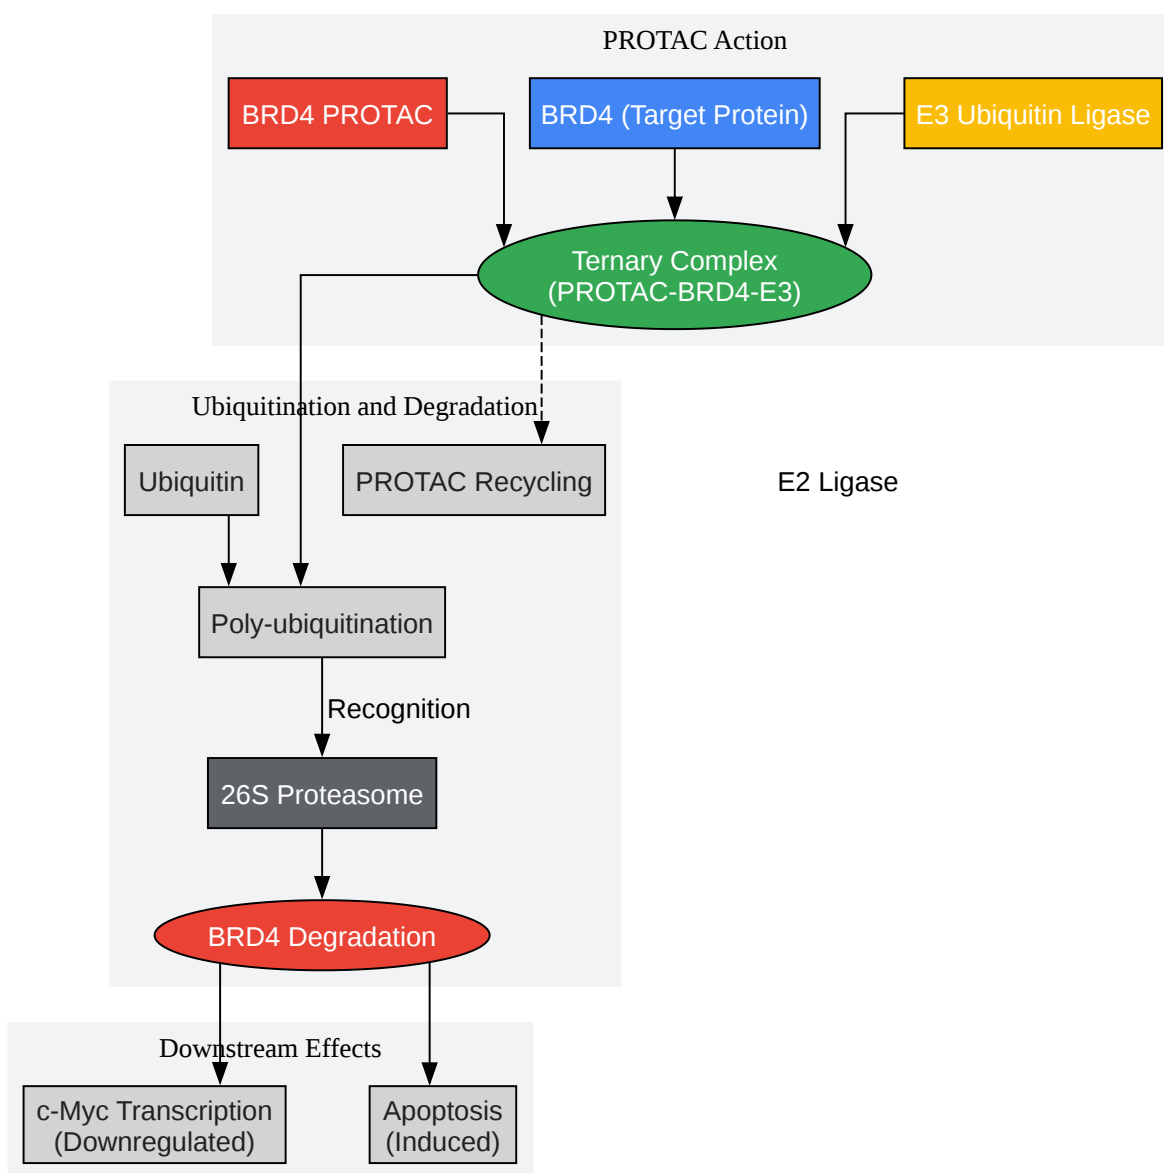 PROTAC Action
BRD4 PROTAC
BRD4 (Target Protein)
E3 Ubiquitin Ligase
Ternary Complex
(PROTAC-BRD4-E3)
Ubiquitination and Degradation
Ubiquitin
PROTAC Recycling
E2 Ligase
Poly-ubiquitination
Recognition
26S Proteasome
BRD4 Degradation
Downstream Effects
c-Myc Transcription
(Downregulated)
Apoptosis
(Induced)